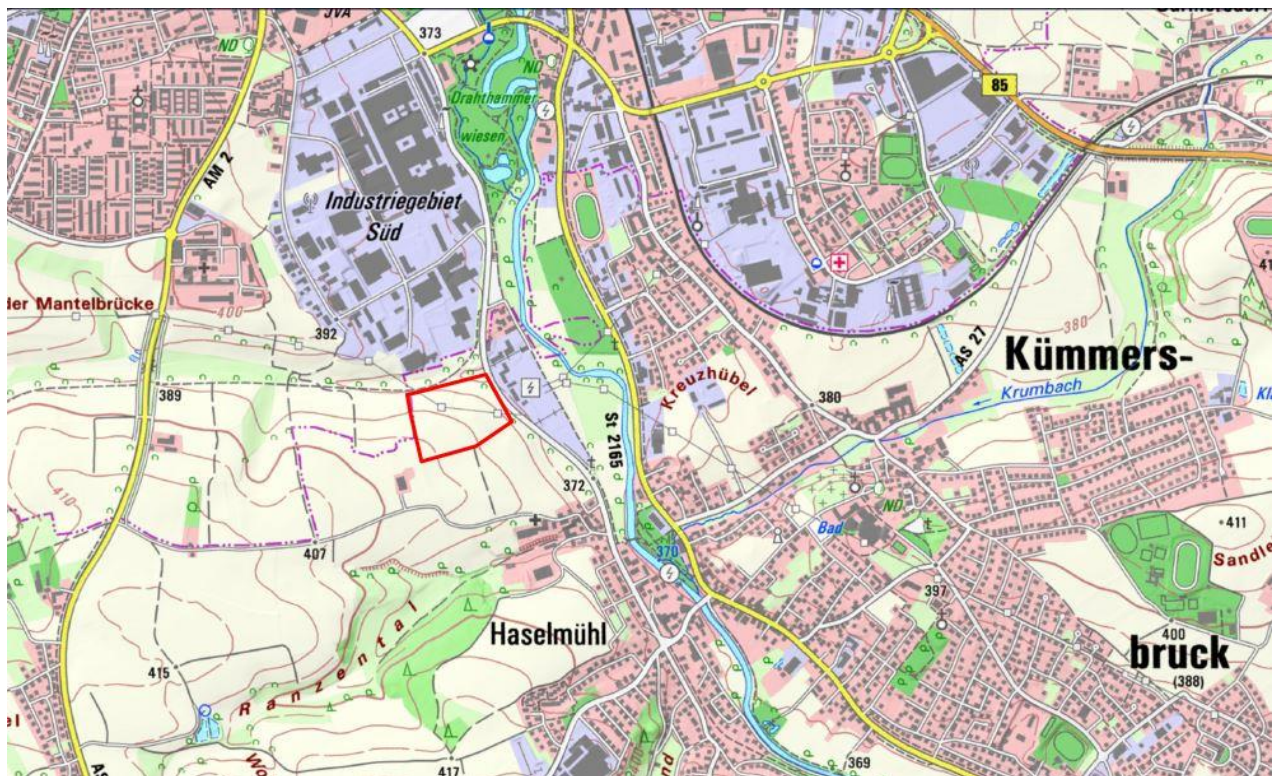 JVA
373
ND
ND
Drahthammer
wiesen
85
AM 2
Industriegebiet
Süd
der Mantelbrücke
400
392
380
AS 27
Kümmers-
Krumbach
Kreuzhübel
380
389
St 2165
372
410
407
370
Bad
ND
411
Haselmühl
397
400
bruck
(388)
415
Ranzental
417
369